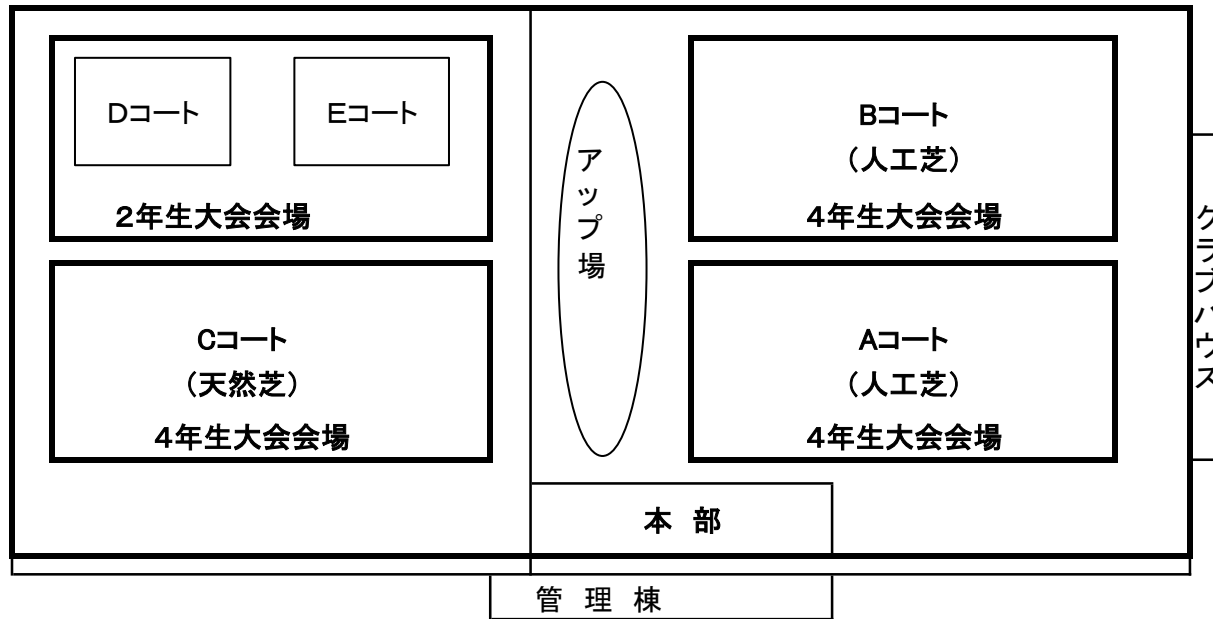 Dコート
Eコート
2年生大会会場
Bコート
（人工芝）
4年生大会会場
アップ場
Cコート
（天然芝）
4年生大会会場
Aコート
（人工芝）
4年生大会会場
クラブハウス
本 部
管 理 棟